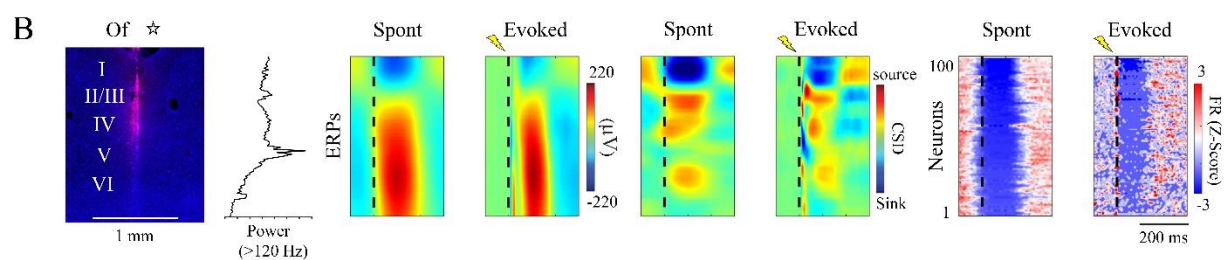 B
Of ☆
I
II/III
IV
V
VI
1 mm
Power
(>120 Hz)
ERPs
Spont
Evoked
220
(μV)
-220
Spont
Evoked
source
CSD
Sink
Neurons
100
1
Spont
Evoked
3
FR (Z-Score)
-3
200 ms